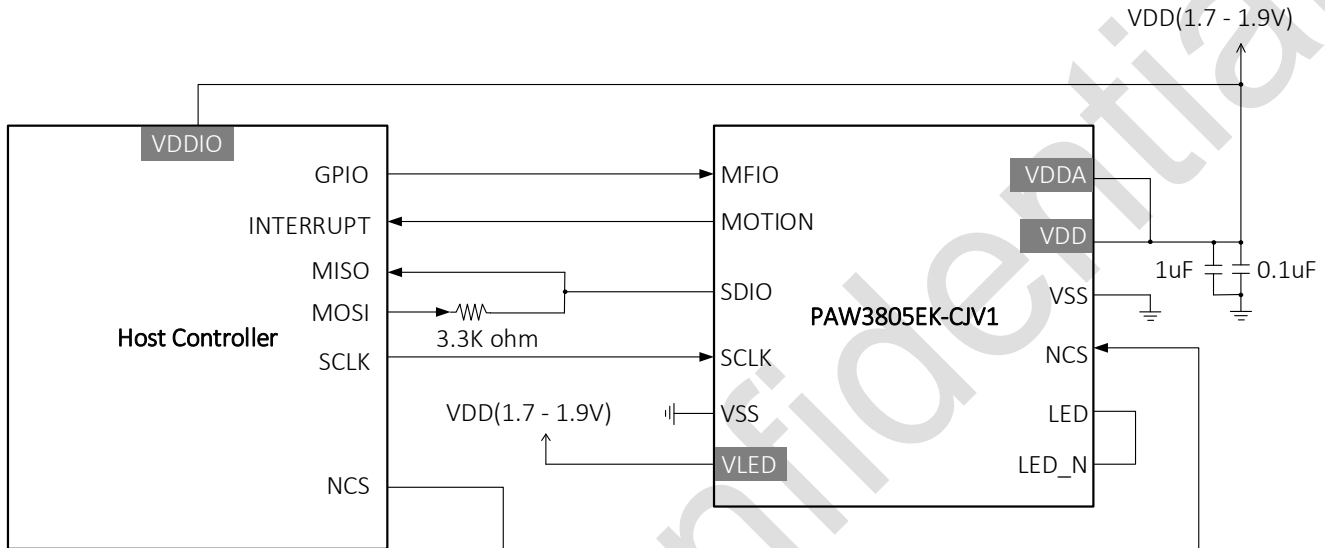 VDD(1.7 - 1.9V)
VDDIO
GPIO
INTERRUPT
MISO
MOSI
SCLK
NCS
Host Controller
3.3K ohm
VDD(1.7 - 1.9V)
MFIO
MOTION
SDIO
SCLK
VSS
VLED
PAW3805EK-CJV1
VDDA
VDD
VSS
NCS
LED
LED_N
1uF
0.1uF
nfidential